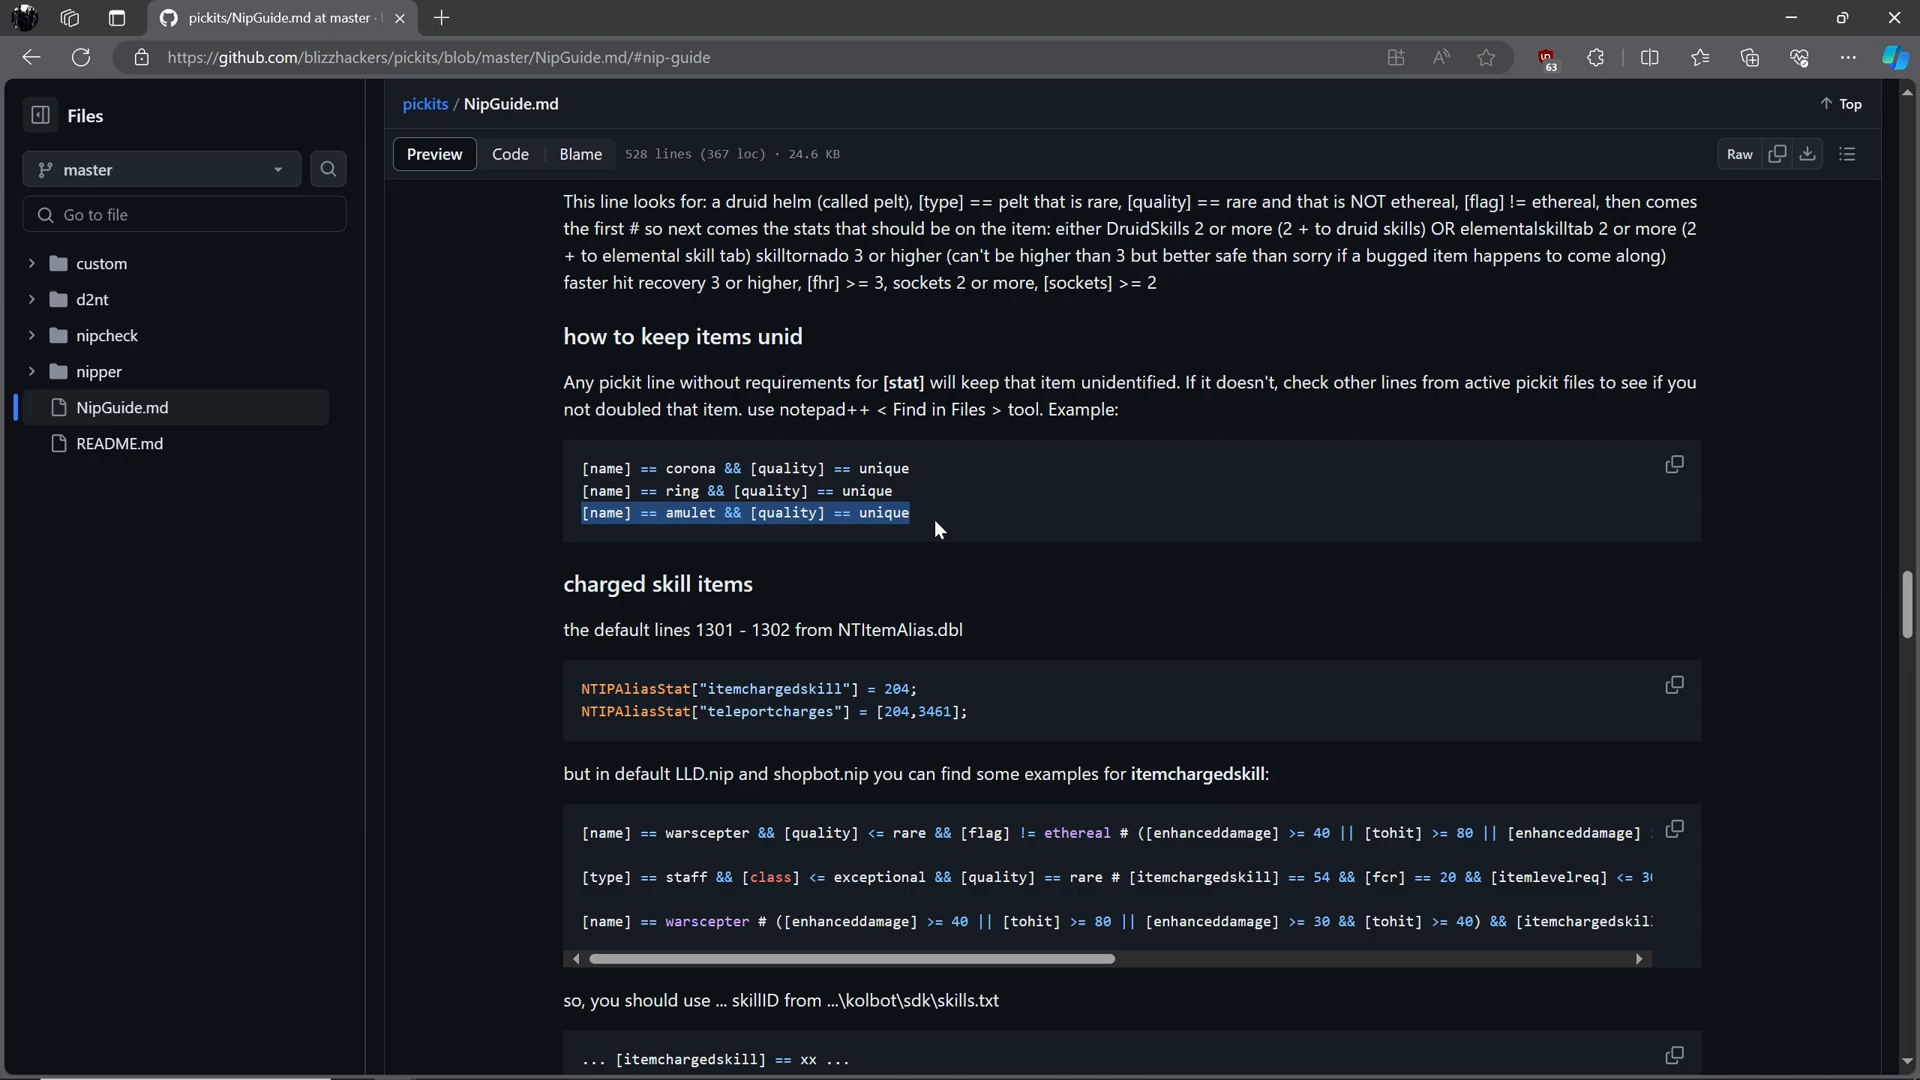 pickits/NipGuide.md at master ·
https://github.com/blizzhackers/pickits/blob/master/NipGuide.md/#nip-guide
63
Files
master
Go to file
custom
d2nt
nipcheck
nipper
NipGuide.md
README.md
pickits / NipGuide.md
Top
Preview
Code
Blame
528 lines (367 loc) · 24.6 KB
Raw
This line looks for: a druid helm (called pelt), [type] == pelt that is rare, [quality] == rare and that is NOT ethereal, [flag] != ethereal, then comes
the first # so next comes the stats that should be on the item: either DruidSkills 2 or more (2 + to druid skills) OR elementalskilltab 2 or more (2
+ to elemental skill tab) skilltornado 3 or higher (can't be higher than 3 but better safe than sorry if a bugged item happens to come along)
faster hit recovery 3 or higher, [fhr] >= 3, sockets 2 or more, [sockets] >= 2
how to keep items unid
Any pickit line without requirements for [stat] will keep that item unidentified. If it doesn't, check other lines from active pickit files to see if you
not doubled that item. use notepad++ < Find in Files > tool. Example:
[name] == corona && [quality] == unique
[name] == ring && [quality] == unique
[name] == amulet && [quality] == unique
charged skill items
the default lines 1301 - 1302 from NTItemAlias.dbl
NTIPAliasStat["itemchargedskill"] = 204;
NTIPAliasStat["teleportcharges"] = [204,3461];
but in default LLD.nip and shopbot.nip you can find some examples for itemchargedskill:
[name] == warscepter && [quality] <= rare && [flag] != ethereal # ([enhanceddamage] >= 40 || [tohit] >= 80 || [enhanceddamage]
[type] == staff && [class] <= exceptional && [quality] == rare # [itemchargedskill] == 54 && [fcr] == 20 && [itemlevelreq] <= 
[name] == warscepter # ([enhanceddamage] >= 40 || [tohit] >= 80 || [enhanceddamage] >= 30 && [tohit] >= 40) && [itemchargedskil
so, you should use ... skillID from ...\kolbot\sdk\skills.txt
... [itemchargedskill] == xx ...